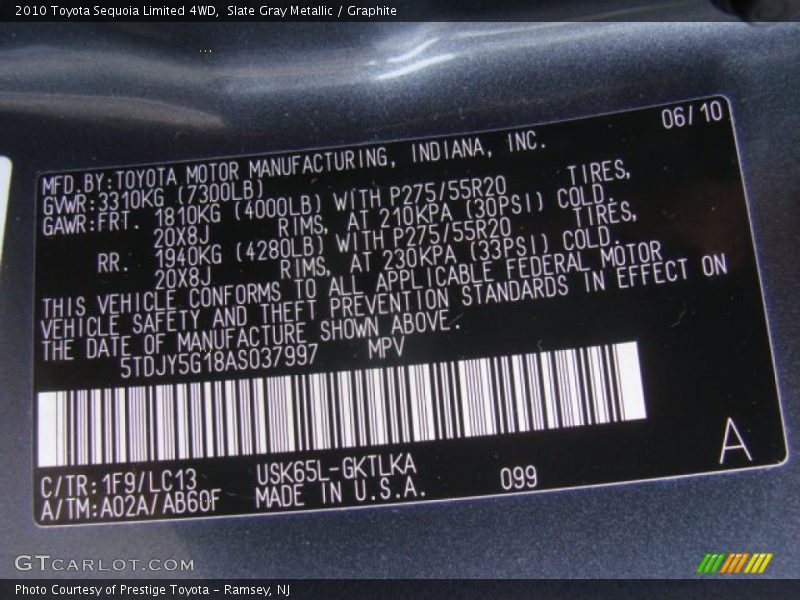 2010 Toyota Sequoia Limited 4WD,  Slate Gray Metallic / Graphite
06/10
MFD.BY:TOYOTA MOTOR MANUFACTURING, INDIANA, INC.
GVWR:3310KG (7300LB)
GAWR:FRT. 1810KG (4000LB) WITH P275/55R20 TIRES,
20X8J RIMS, AT 210KPA (30PSI) COLD.
RR. 1940KG (4280LB) WITH P275/55R20 TIRES,
20X8J RIMS, AT 230KPA (33PSI) COLD.
THIS VEHICLE CONFORMS TO ALL APPLICABLE FEDERAL MOTOR
VEHICLE SAFETY AND THEFT PREVENTION STANDARDS IN EFFECT ON
THE DATE OF MANUFACTURE SHOWN ABOVE.
5TDJY5G18AS037997 MPV
C/TR:1F9/LC13 USK65L-GKTLKA
A/TM:A02A/AB60F MADE IN U.S.A. 099
A
GTCARLOT.COM
Photo Courtesy of Prestige Toyota - Ramsey, NJ